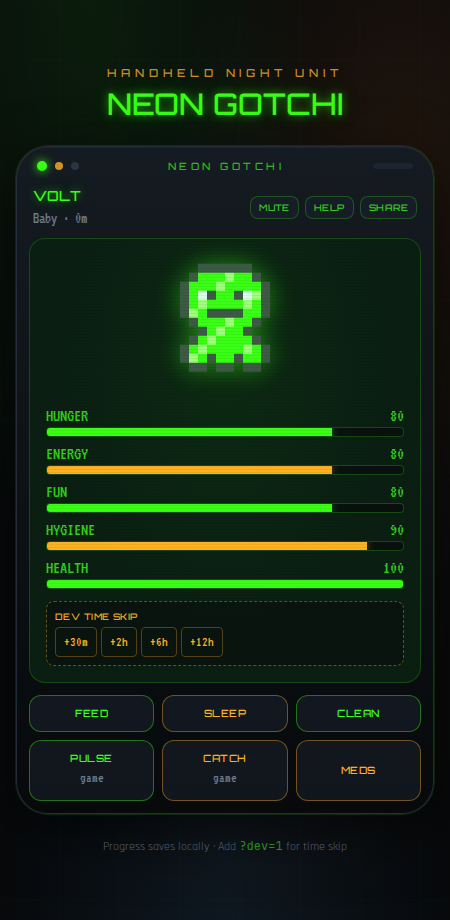 HANDHELD NIGHT UNIT
NEON GOTCHI
NEON GOTCHI
VOLT
Baby · 0m
MUTE HELP SHARE
HUNGER 80
ENERGY 80
FUN 80
HYGIENE 90
HEALTH 100
DEV TIME SKIP
+30m +2h +6h +12h
FEED SLEEP CLEAN
PULSE CATCH MEDS
game game
Progress saves locally · Add ?dev=1 for time skip